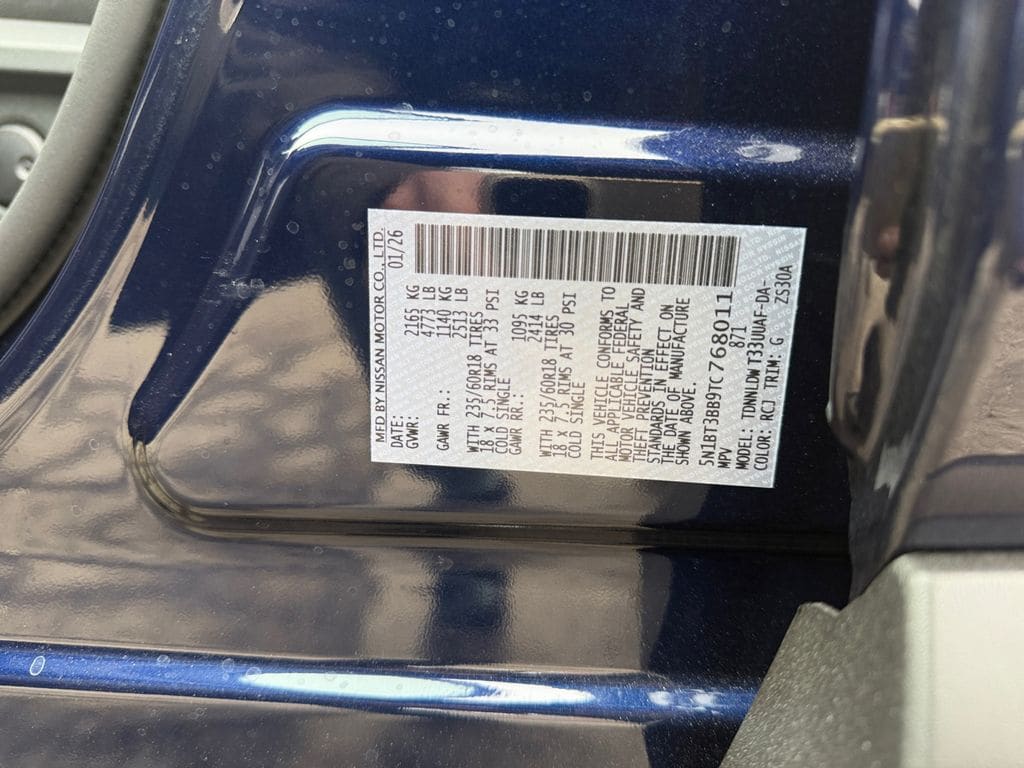 MFD BY NISSAN MOTOR CO.,LTD.
DATE: 01/26
GVWR: 2165 KG
4773 LB
GAWR FR.: 1140 KG
2513 LB
WITH 235/60R18 TIRES
18 X 7.5 RIMS AT 33 PSI
COLD SINGLE
GAWR RR.: 1095 KG
2414 LB
WITH 235/60R18 TIRES
18 X 7.5 RIMS AT 30 PSI
COLD SINGLE
THIS VEHICLE CONFORMS TO
ALL APPLICABLE FEDERAL
MOTOR VEHICLE SAFETY AND
THEFT PREVENTION
STANDARDS IN EFFECT ON
THE DATE OF MANUFACTURE
SHOWN ABOVE.
5N1BT3BB9TC768011
MPV 871
MODEL: TDNNLDW T33UUAF-DA-
COLOR: RCJ TRIM: G ZS30A